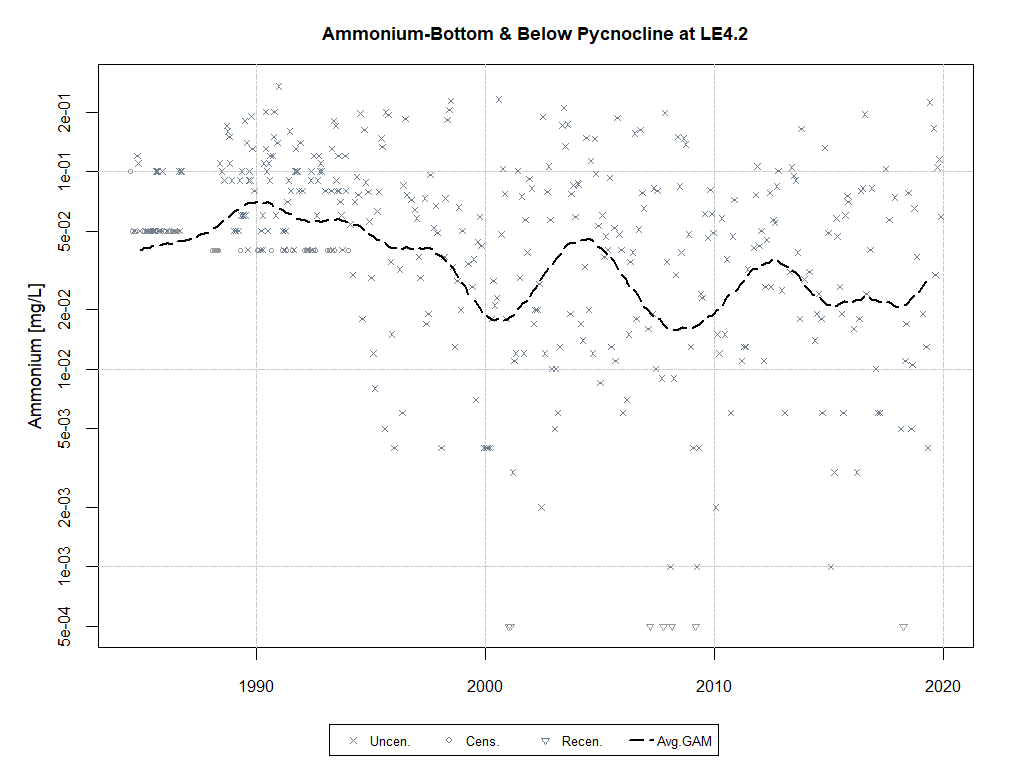 Ammonium-Bottom & Below Pycnocline at LE4.2
Ammonium [mg/L]
2e-01
1e-01
5e-02
2e-02
1e-02
5e-03
2e-03
1e-03
5e-04
1990 2000 2010 2020
Uncen. Cens. Recen. Avg.GAM